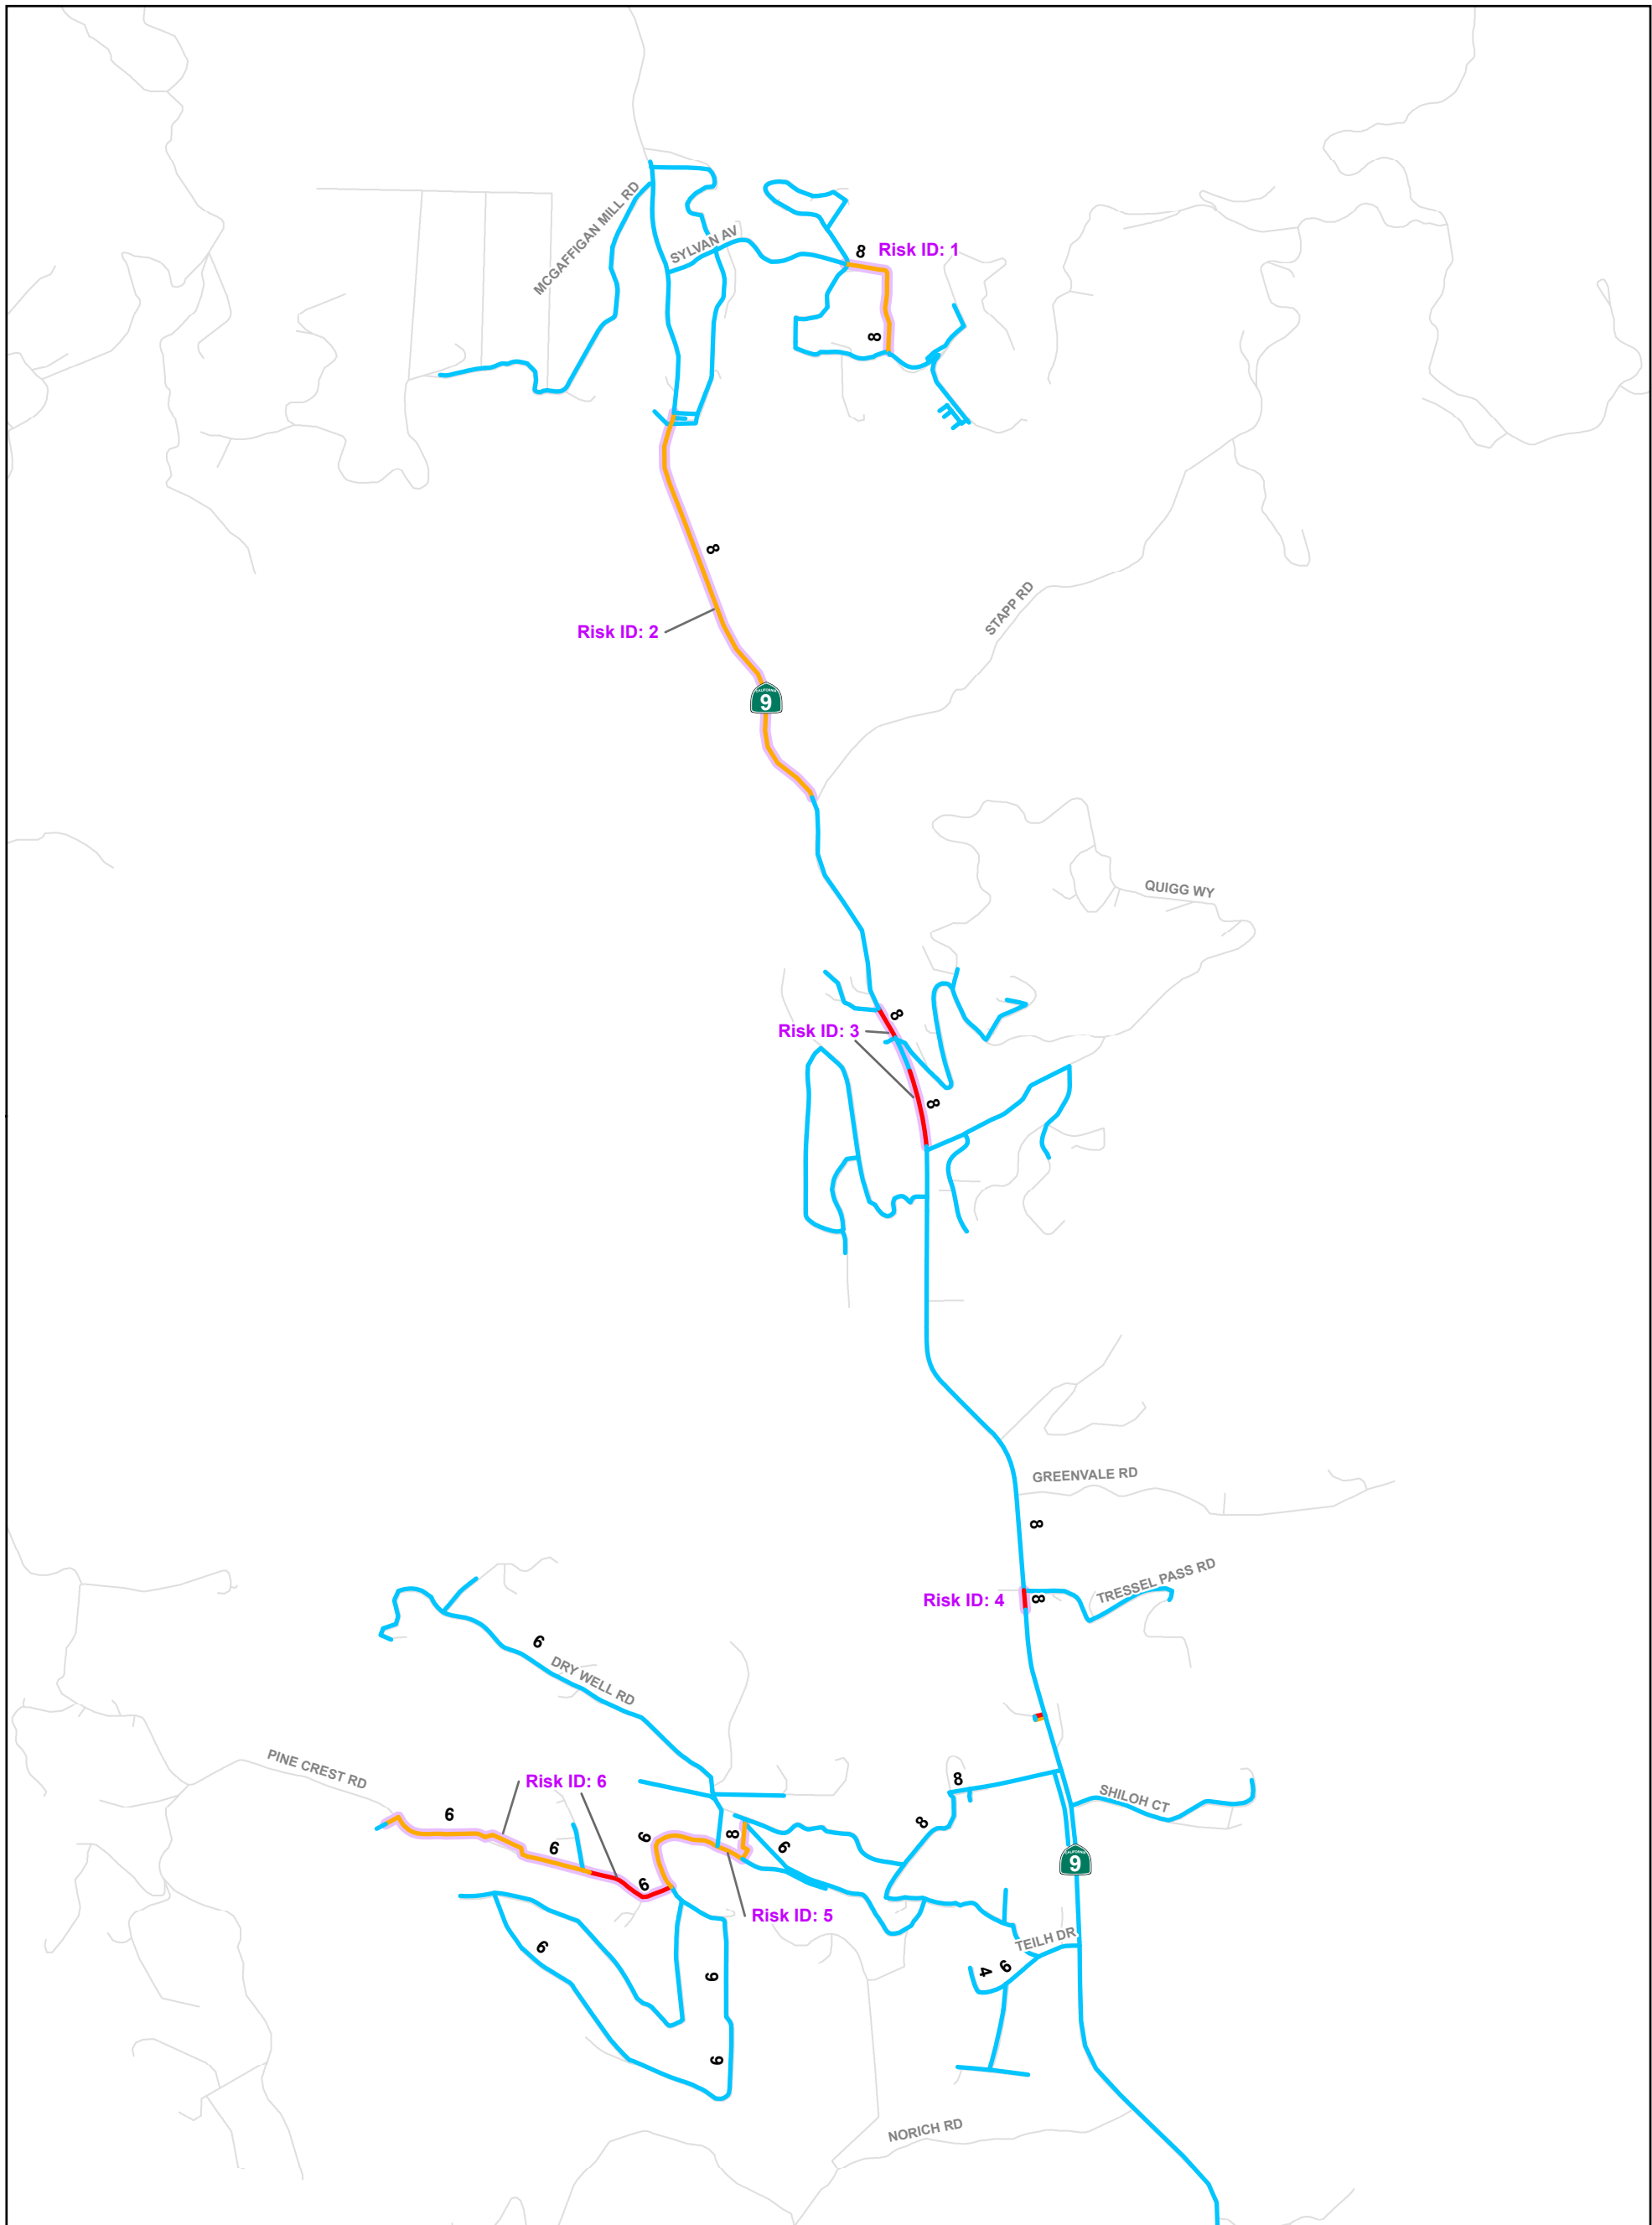 MCGAFFIGAN MILL RD
SYLVAN AV
8
Risk ID: 1
8
8
Risk ID: 2
CALIFORNIA
9
STAPP RD
QUIGG WY
8
Risk ID: 3
8
GREENVALE RD
8
TRESSEL PASS RD
Risk ID: 4
8
6
DRY WELL RD
PINE CREST RD
Risk ID: 6
8
SHILOH CT
6
8
6
8
6
6
CALIFORNIA
9
6
Risk ID: 5
6
TEILH DR
4
6
6
6
NORICH RD